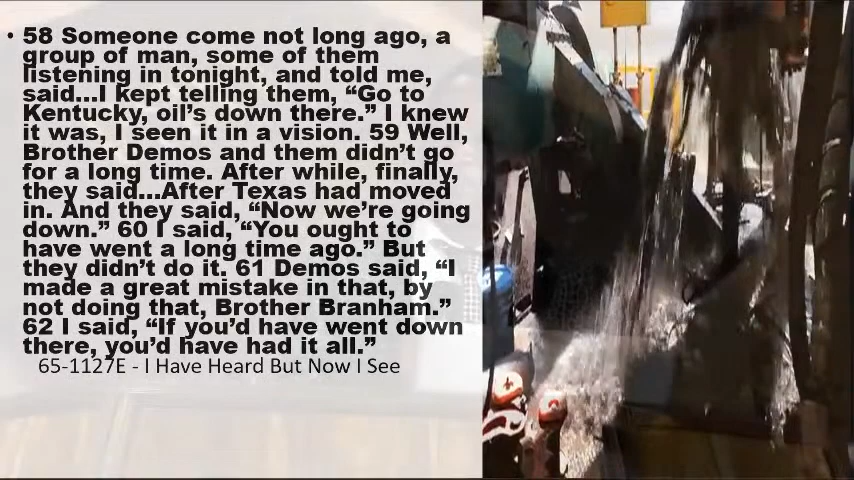 • 58 Someone come not long ago, a
group of man, some of them
listening in tonight, and told me,
said...I kept telling them, “Go to
Kentucky, oil’s down there.” I knew
it was, I seen it in a vision. 59 Well,
Brother Demos and them didn’t go
for a long time. After while, finally,
they said...After Texas had moved
in. And they said, “Now we’re going
down.” 60 I said, “You ought to
have went a long time ago.” But
they didn’t do it. 61 Demos said, “I
made a great mistake in that, by
not doing that, Brother Branham.”
62 I said, “If you’d have went down
there, you’d have had it all.”
65-1127E - I Have Heard But Now I See